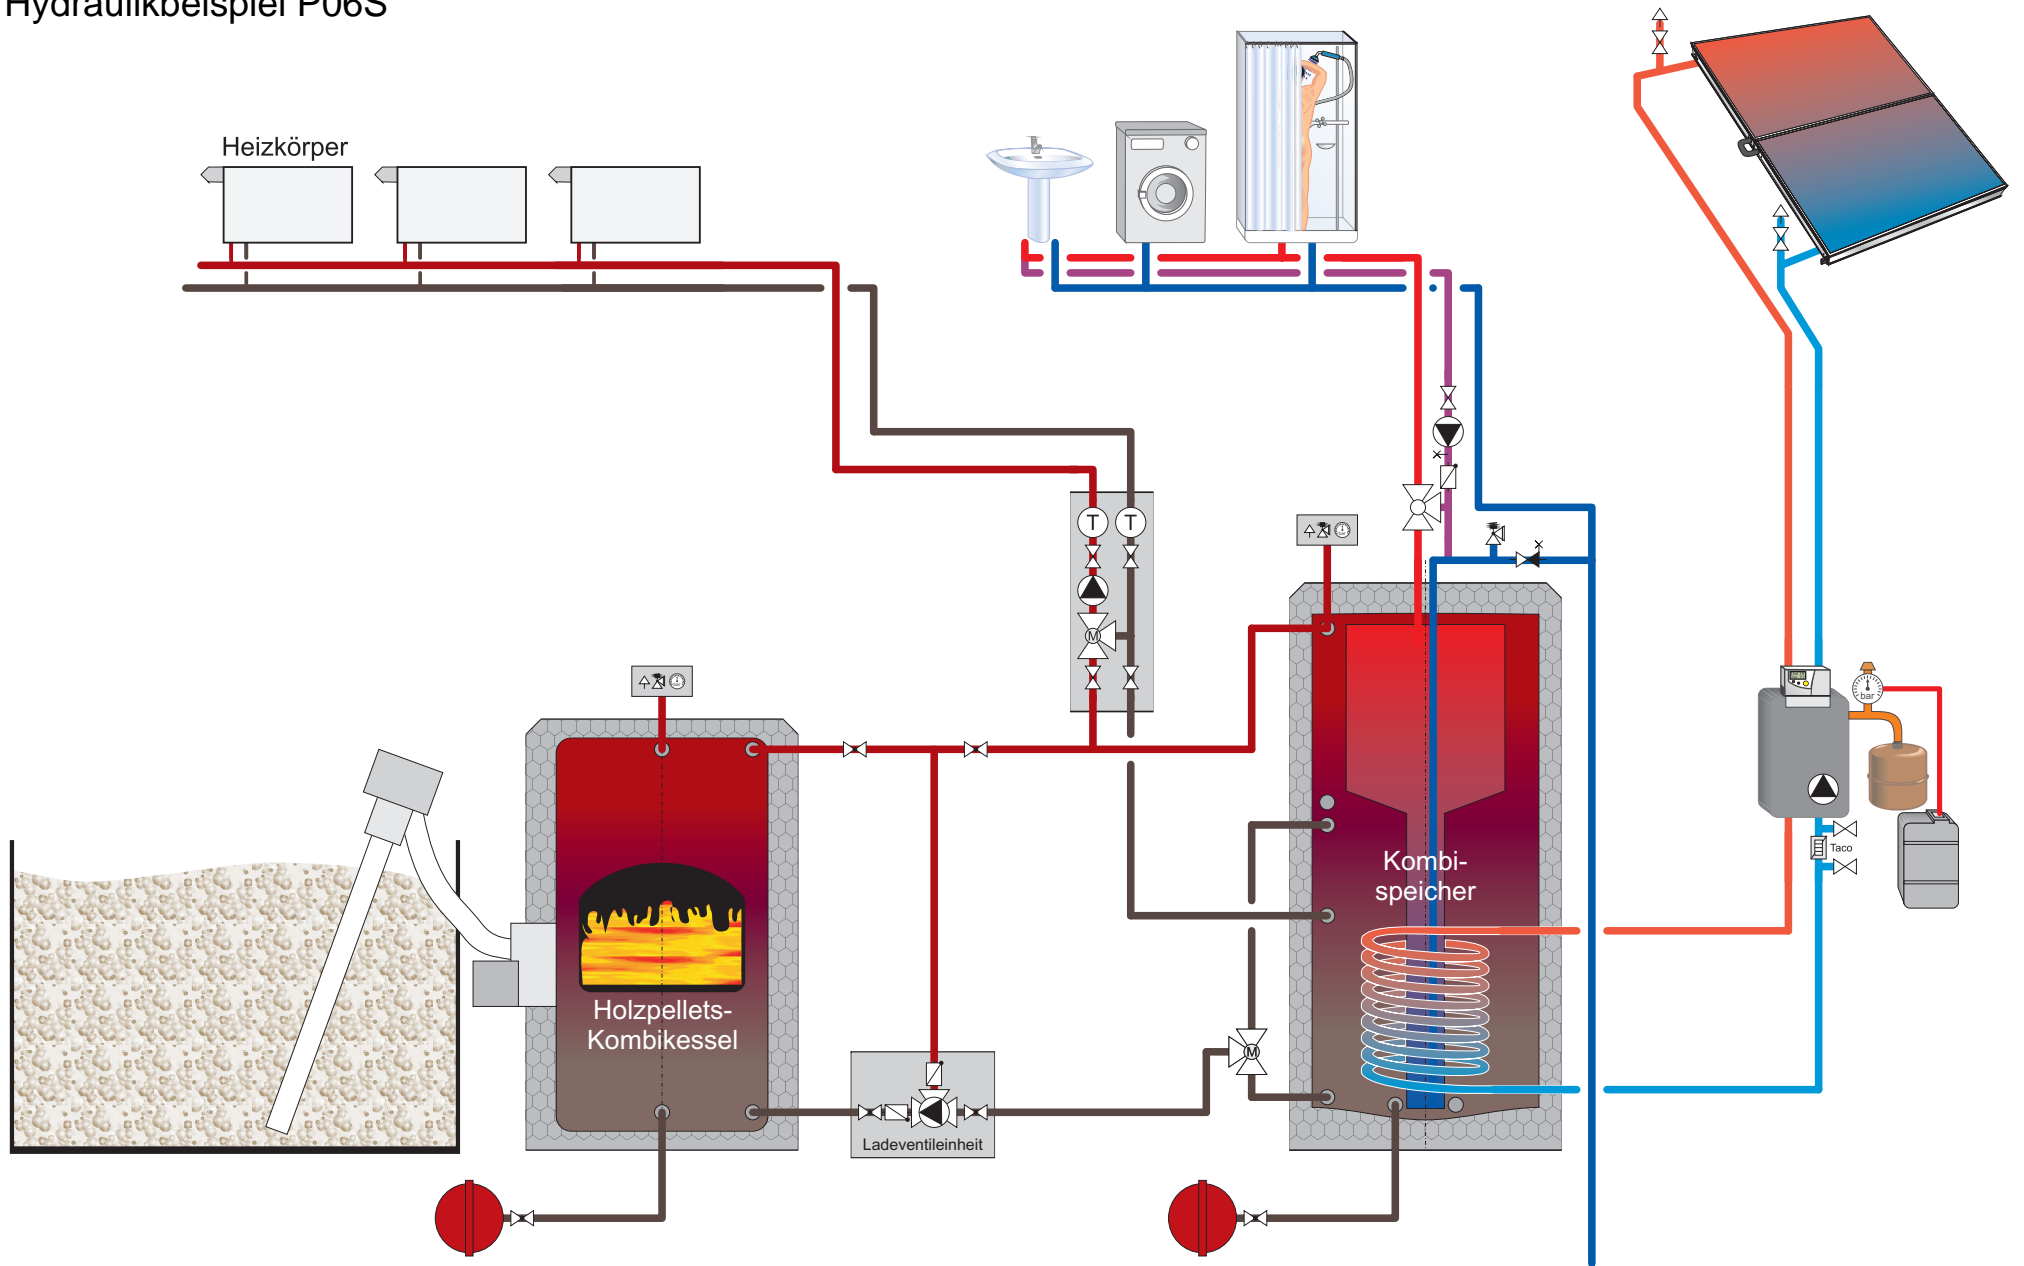 Hydraulikbeispiel P06S
Heizkörper
T
T
M
bar
Taco
Kombi-
speicher
Holzpellets-
Kombikessel
M
Ladeventileinheit